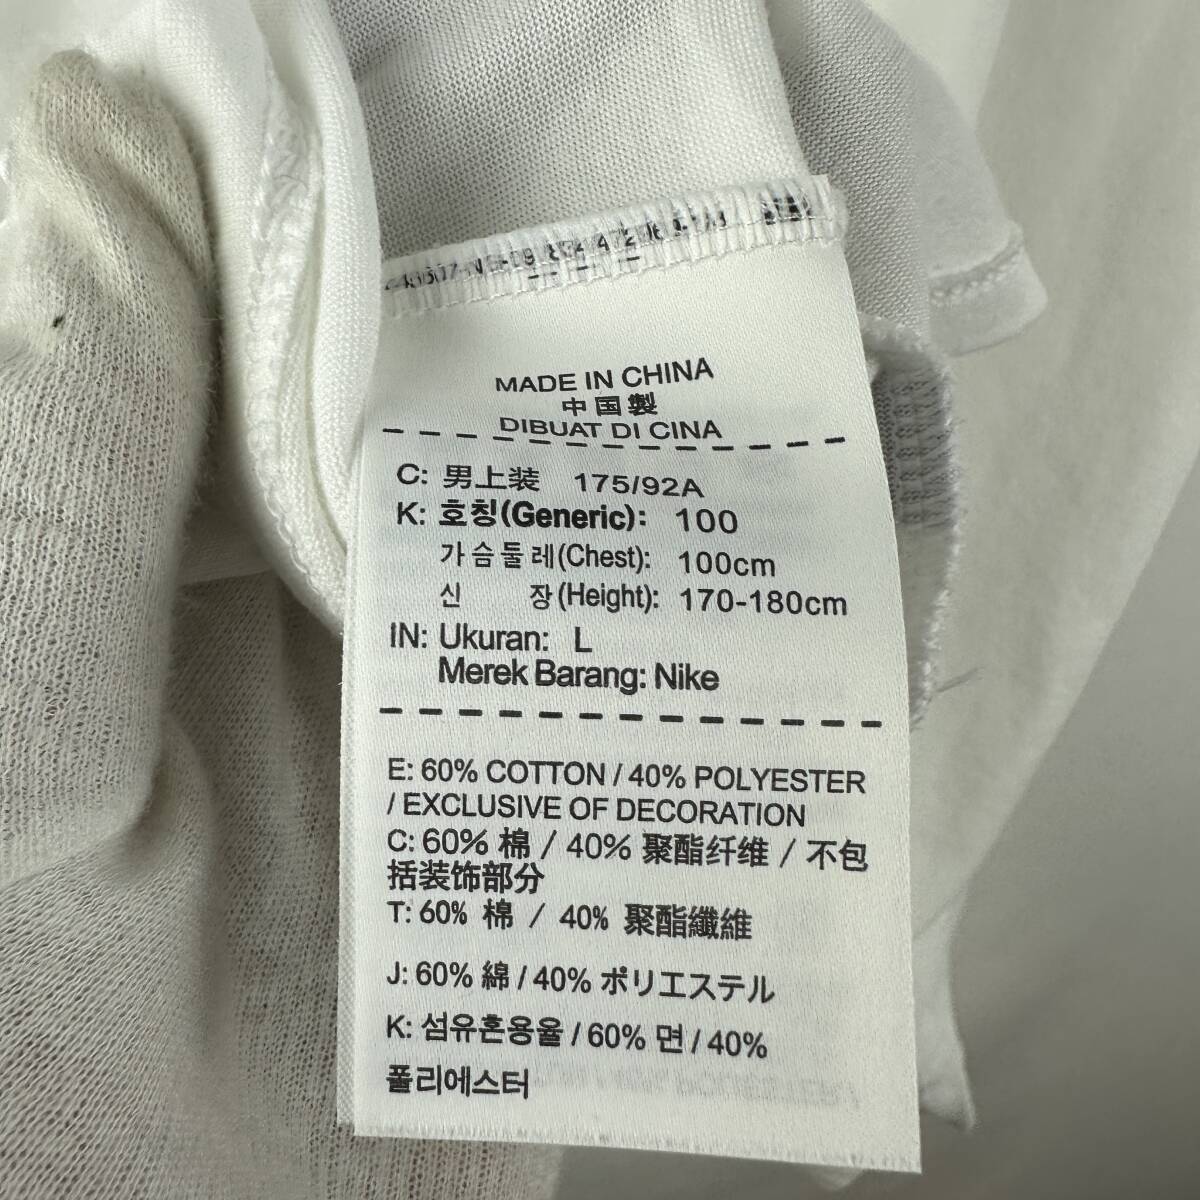 MADE IN CHINA
中国製
DIBUAT DI CINA
C: 男上装 175/92A
K: 호칭(Generic): 100
가슴둘레(Chest): 100cm
신 장(Height): 170-180cm
IN: Ukuran: L
Merek Barang: Nike
E: 60% COTTON / 40% POLYESTER
/ EXCLUSIVE OF DECORATION
C: 60% 棉 / 40% 聚酯纤维 / 不包
括装饰部分
T: 60% 棉 / 40% 聚酯纖維
J: 60% 綿 / 40% ポリエステル
K: 섬유혼용율 / 60% 면 / 40%
폴리에스터